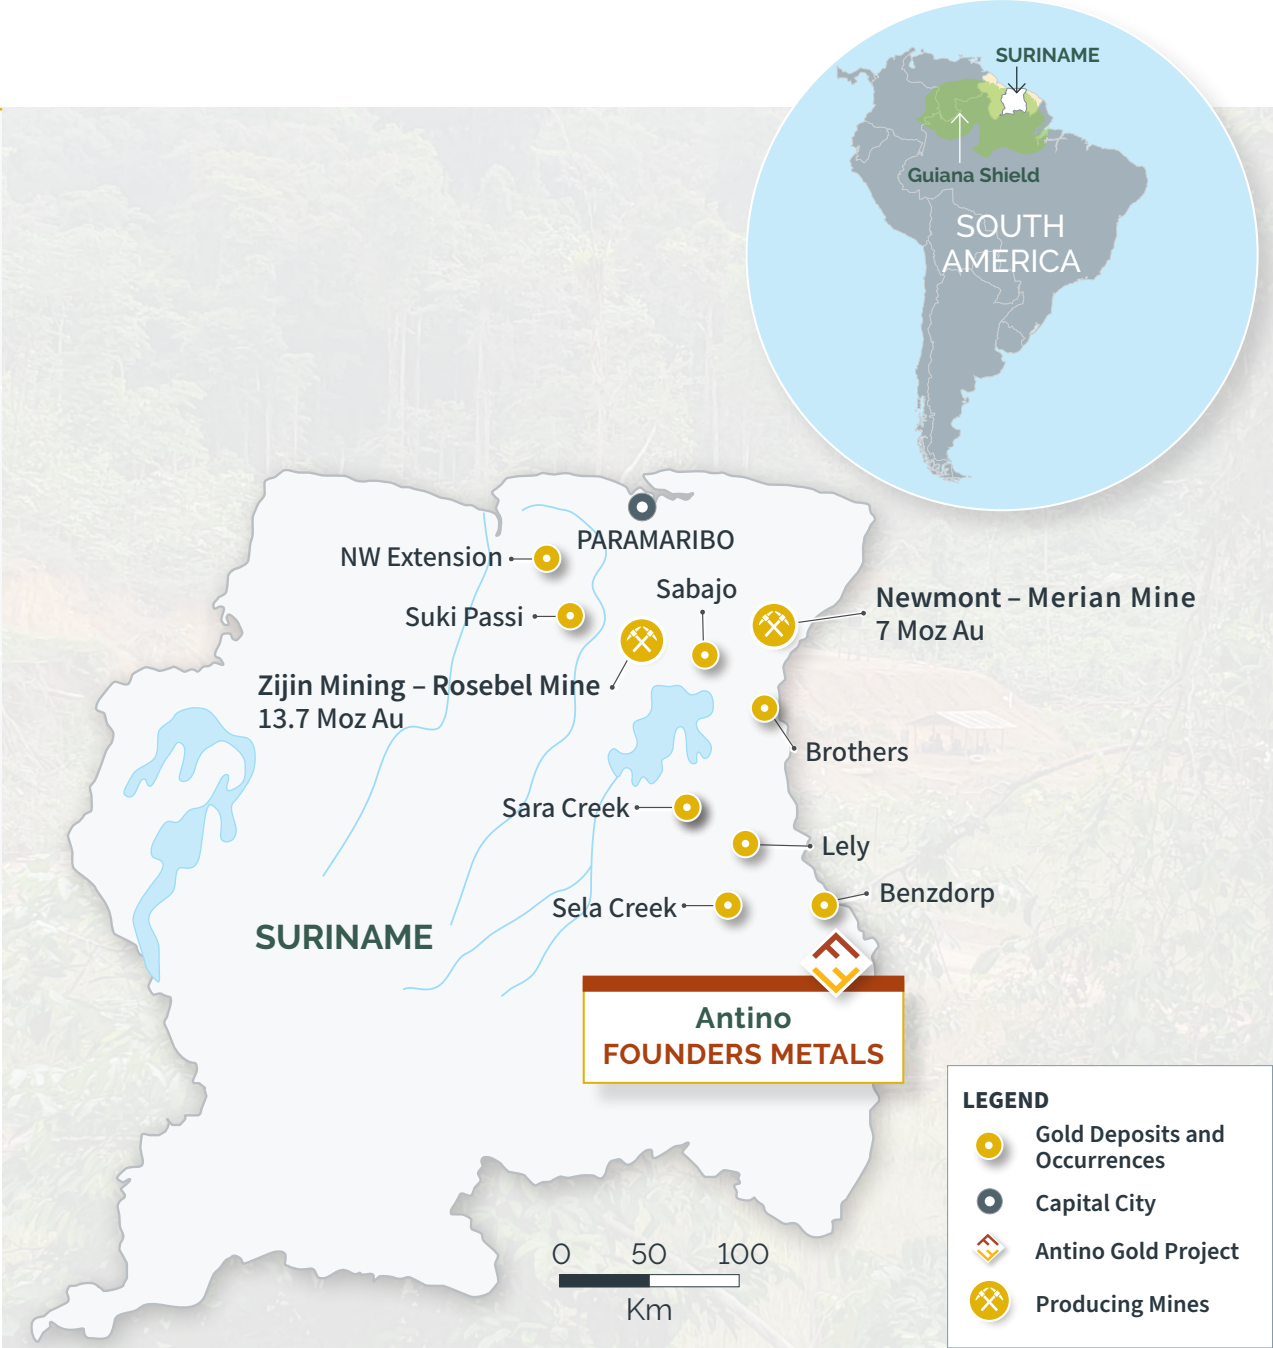 SURINAME
Guiana Shield
SOUTH
AMERICA
PARAMARIBO
NW Extension
Sabajo
Suki Passi
Newmont – Merian Mine
7 Moz Au
Zijin Mining – Rosebel Mine
13.7 Moz Au
Brothers
Sara Creek
Lely
Benzdorp
Sela Creek
SURINAME
Antino
FOUNDERS METALS
LEGEND
Gold Deposits and
Occurrences
Capital City
Antino Gold Project
Producing Mines
0 50 100
Km